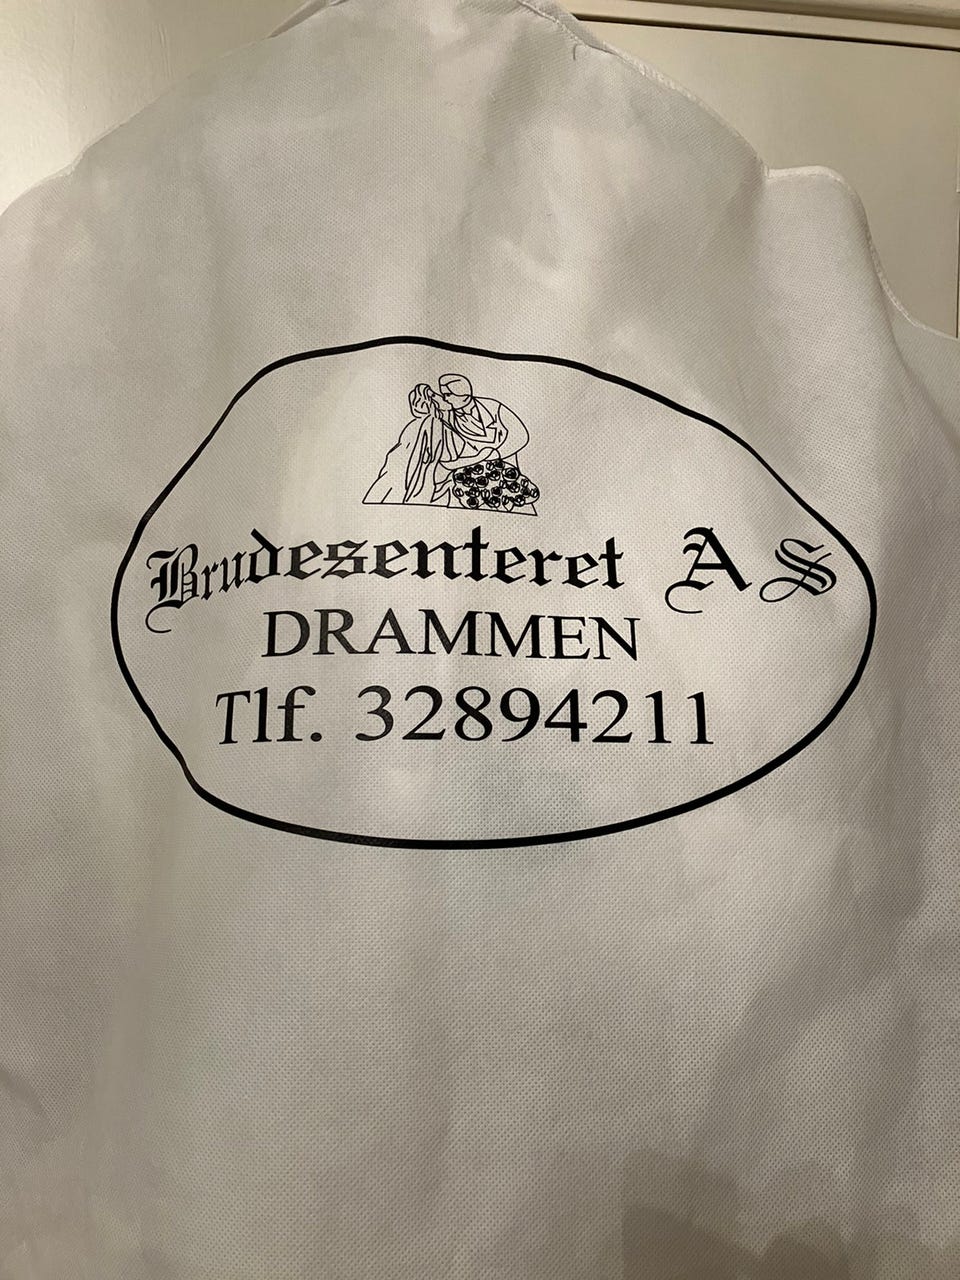 Brudesenteret AS
DRAMMEN
Tlf. 32894211